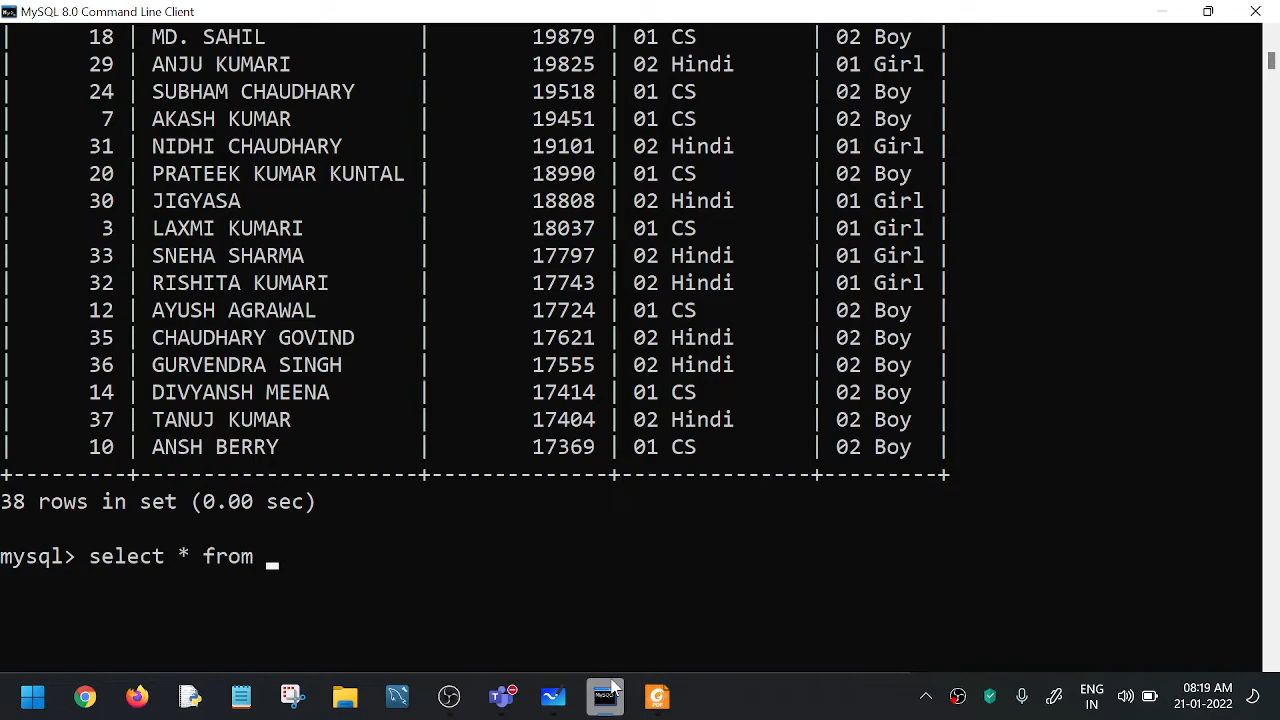 MySQL 8.0 Command Line Client
| 18 | MD. SAHIL | 19879 | 01 CS | 02 Boy |
| 29 | ANJU KUMARI | 19825 | 02 Hindi | 01 Girl |
| 24 | SUBHAM CHAUDHARY | 19518 | 01 CS | 02 Boy |
| 7 | AKASH KUMAR | 19451 | 01 CS | 02 Boy |
| 31 | NIDHI CHAUDHARY | 19101 | 02 Hindi | 01 Girl |
| 20 | PRATEEK KUMAR KUNTAL | 18990 | 01 CS | 02 Boy |
| 30 | JIGYASA | 18808 | 02 Hindi | 01 Girl |
| 3 | LAXMI KUMARI | 18037 | 01 CS | 01 Girl |
| 33 | SNEHA SHARMA | 17797 | 02 Hindi | 01 Girl |
| 32 | RISHITA KUMARI | 17743 | 02 Hindi | 01 Girl |
| 12 | AYUSH AGRAWAL | 17724 | 01 CS | 02 Boy |
| 35 | CHAUDHARY GOVIND | 17621 | 02 Hindi | 02 Boy |
| 36 | GURVENDRA SINGH | 17555 | 02 Hindi | 02 Boy |
| 14 | DIVYANSH MEENA | 17414 | 01 CS | 02 Boy |
| 37 | TANUJ KUMAR | 17404 | 02 Hindi | 02 Boy |
| 10 | ANSH BERRY | 17369 | 01 CS | 02 Boy |
+---------+----------------------+--------------+---------------+---------+
38 rows in set (0.00 sec)
mysql> select * from _
ENG
IN
08:19 AM
21-01-2022